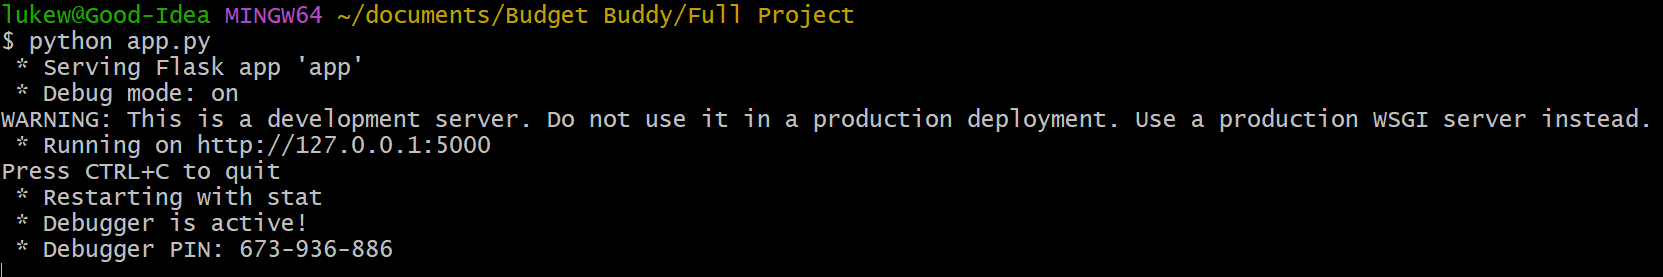 lukew@Good-Idea MINGW64 ~/documents/Budget Buddy/Full Project
$ python app.py
 * Serving Flask app 'app'
 * Debug mode: on
WARNING: This is a development server. Do not use it in a production deployment. Use a production WSGI server instead.
 * Running on http://127.0.0.1:5000
Press CTRL+C to quit
 * Restarting with stat
 * Debugger is active!
 * Debugger PIN: 673-936-886